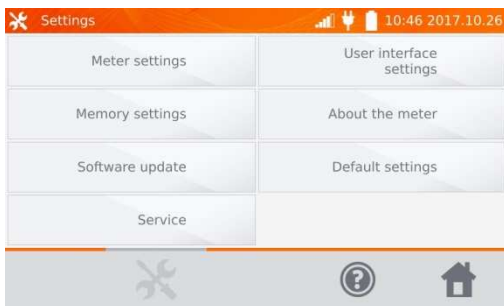 Settings
10:46 2017.10.26
Meter settings
User interface
settings
Memory settings
About the meter
Software update
Default settings
Service
?